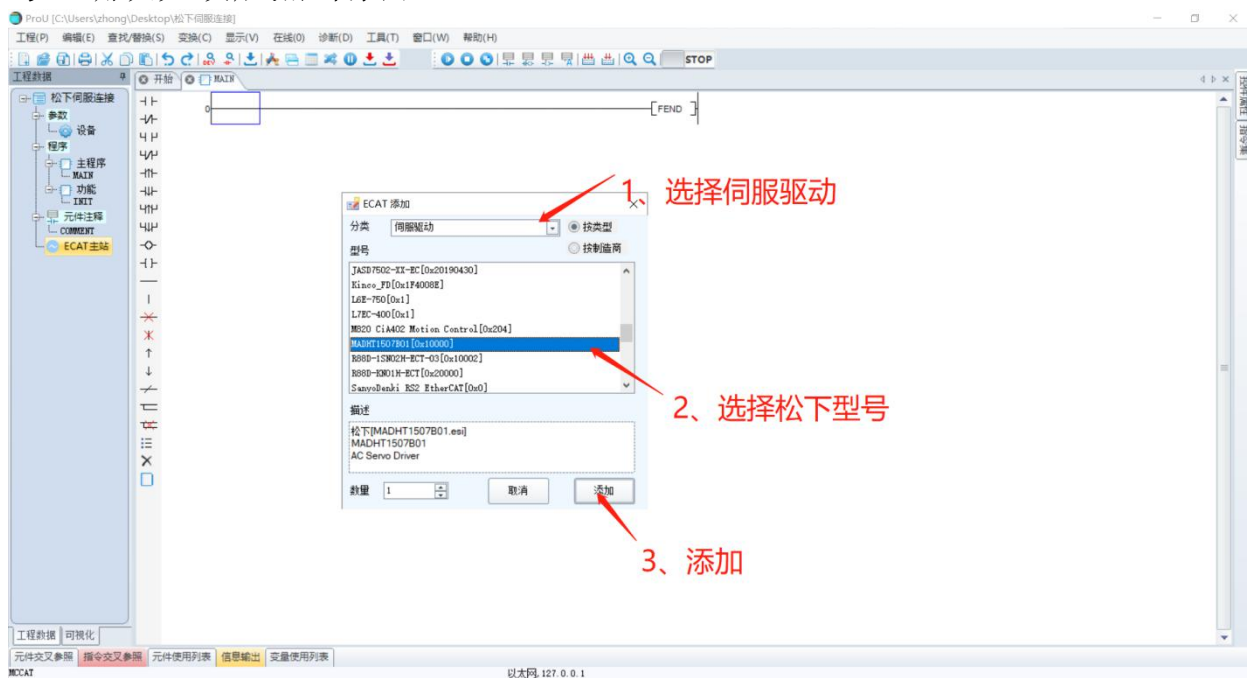 ProU [C:\Users\zhong\Desktop\松下伺服连接]
工程(P) 编辑(E) 查找/替换(S) 变换(C) 显示(V) 在线(O) 诊断(D) 工具(T) 窗口(W) 帮助(H)
STOP
工程数据
开始
MAIN
松下伺服连接
参数
设备
程序
主程序
MAIN
功能
INIT
元件注释
COMMENT
ECAT主站
0
FEND
控件属性
指令集
1、选择伺服驱动
ECAT 添加
分类 伺服驱动 按类型
型号 按制造商
JASD7502-XX-EC[0x20190430]
Kinco_FD[0x1F4008E]
L6E-750[0x1]
L7EC-400[0x1]
M820 CiA402 Motion Control[0x204]
MADHT1507B01[0x10000]
R88D-1SN02H-ECT-03[0x10002]
R88D-KN01H-ECT[0x20000]
SanyoDenki RS2 EtherCAT[0x0]
2、选择松下型号
描述
松下[MADHT1507B01.esi]
MADHT1507B01
AC Servo Driver
数量 1 取消 添加
3、添加
工程数据 可视化
元件交叉参照 指令交叉参照 元件使用列表 信息输出 变量使用列表
MCCAT 以太网,127.0.0.1